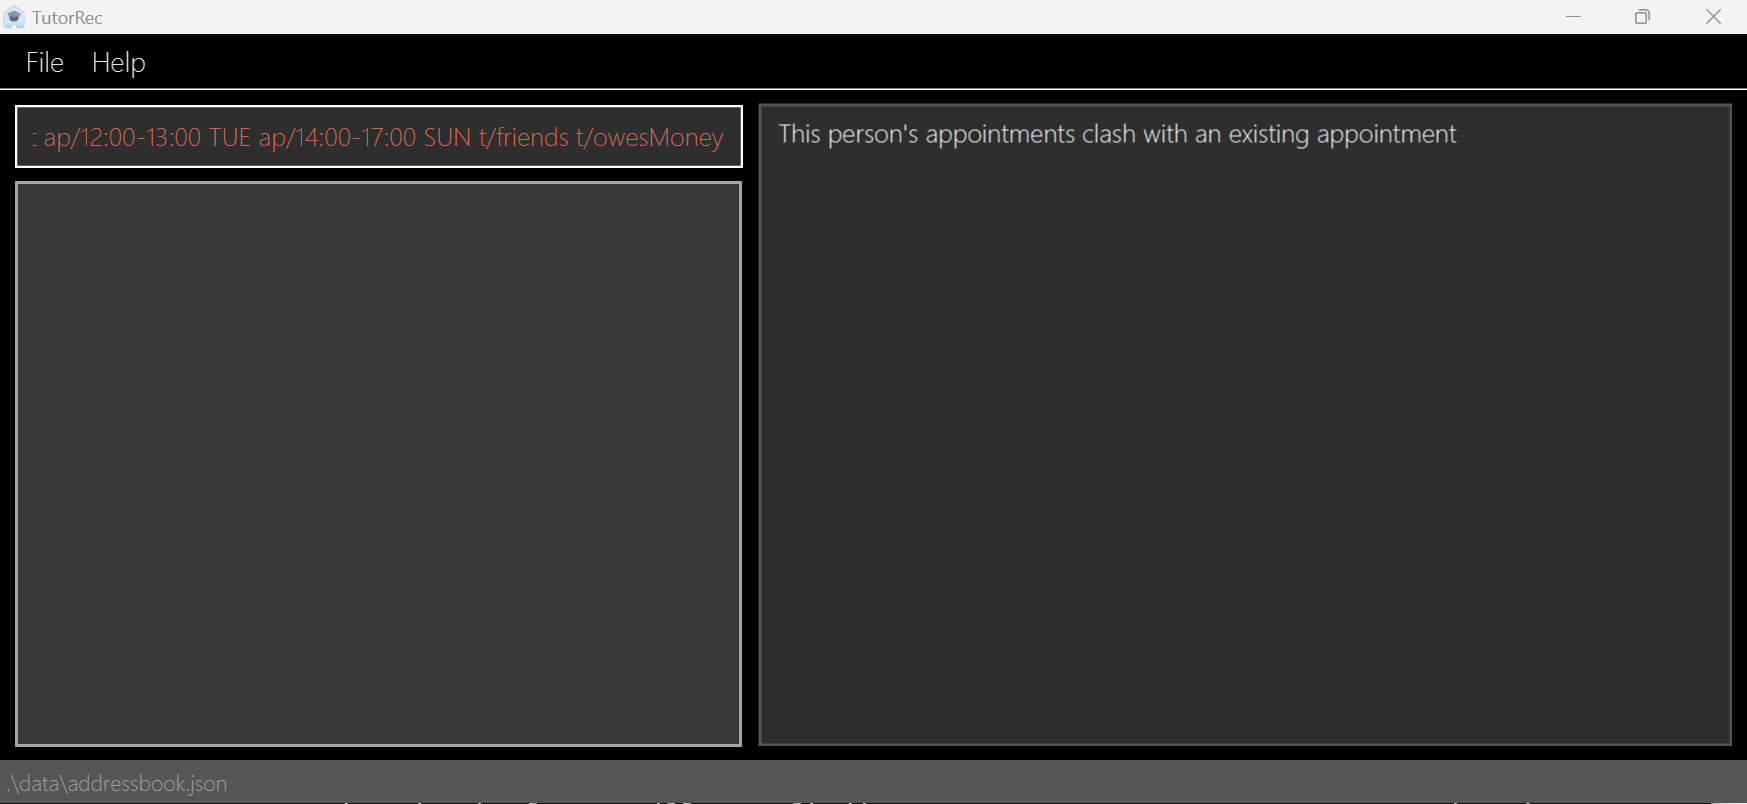 TutorRec
File Help
: ap/12:00-13:00 TUE ap/14:00-17:00 SUN t/friends t/owesMoney
This person's appointments clash with an existing appointment
.\data\addressbook.json